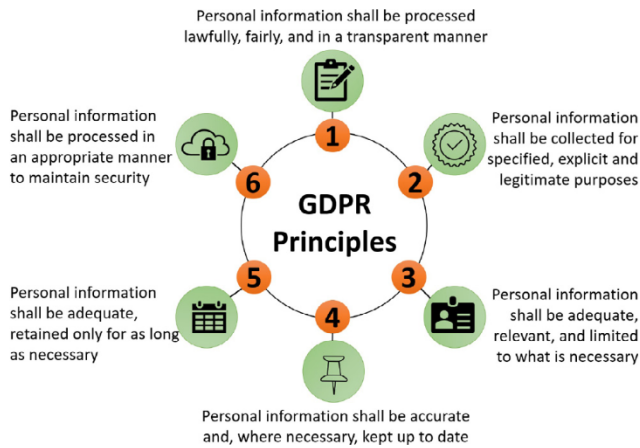 Personal information shall be processed
lawfully, fairly, and in a transparent manner
1
Personal information
shall be collected for
specified, explicit and
legitimate purposes
2
Personal information
shall be adequate,
relevant, and limited
to what is necessary
3
Personal information shall be accurate
and, where necessary, kept up to date
4
Personal information
shall be adequate,
retained only for as long
as necessary
5
Personal information
shall be processed in
an appropriate manner
to maintain security
6
GDPR
Principles